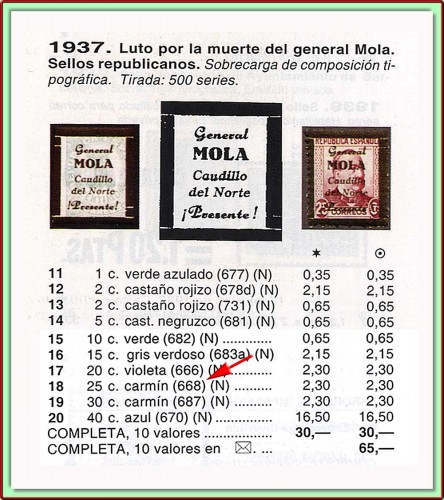 1937. Luto por la muerte del general Mola.
Sellos republicanos. Sobrecarga de composición ti-
pográfica. Tirada: 500 series.
General
MOLA
Caudillo
del Norte
¡Presente!
General
MOLA
Caudillo
del Norte
¡Presente!
REPUBLICA ESPAÑOLA
General
MOLA
Caudillo
del Norte
¡Presente!
CORREOS
* ⊙
11 1 c. verde azulado (677) (N) 0,35 0,35
12 2 c. castaño rojizo (678d) (N) 2,15 2,15
13 2 c. castaño rojizo (731) (N) 0,65 0,65
14 5 c. cast. negruzco (681) (N) 0,65 0,65
15 10 c. verde (682) (N) ............ 0,65 0,65
16 15 c. gris verdoso (683a) (N) 2,15 2,15
17 20 c. violeta (666) (N) ............ 2,30 2,30
18 25 c. carmín (668) (N) ............ 2,30 2,30
19 30 c. carmín (687) (N) ............ 2,30 2,30
20 40 c. azul (670) (N) ............... 16,50 16,50
COMPLETA, 10 valores .................. 30,— 30,—
COMPLETA, 10 valores en ✉. ... 65,—